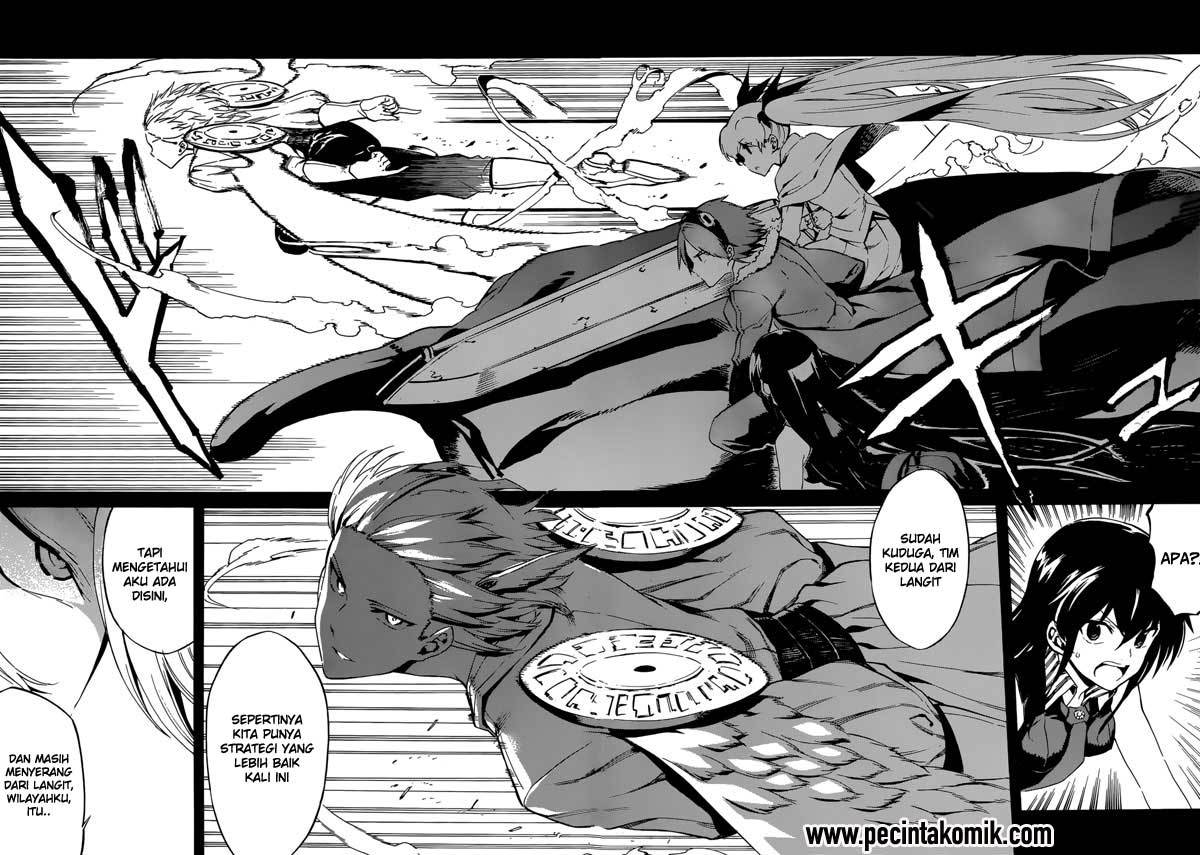 APA?
SUDAH
KUDUGA, TIM
KEDUA DARI
LANGIT
SEPERTINYA
KITA PUNYA
STRATEGI YANG
LEBIH BAIK
KALI INI
TAPI
MENGETAHUI
AKU ADA
DISINI,
DAN MASIH
MENYERANG
DARI LANGIT,
WILAYAHKU,
ITU..
www.pecintakomik.com